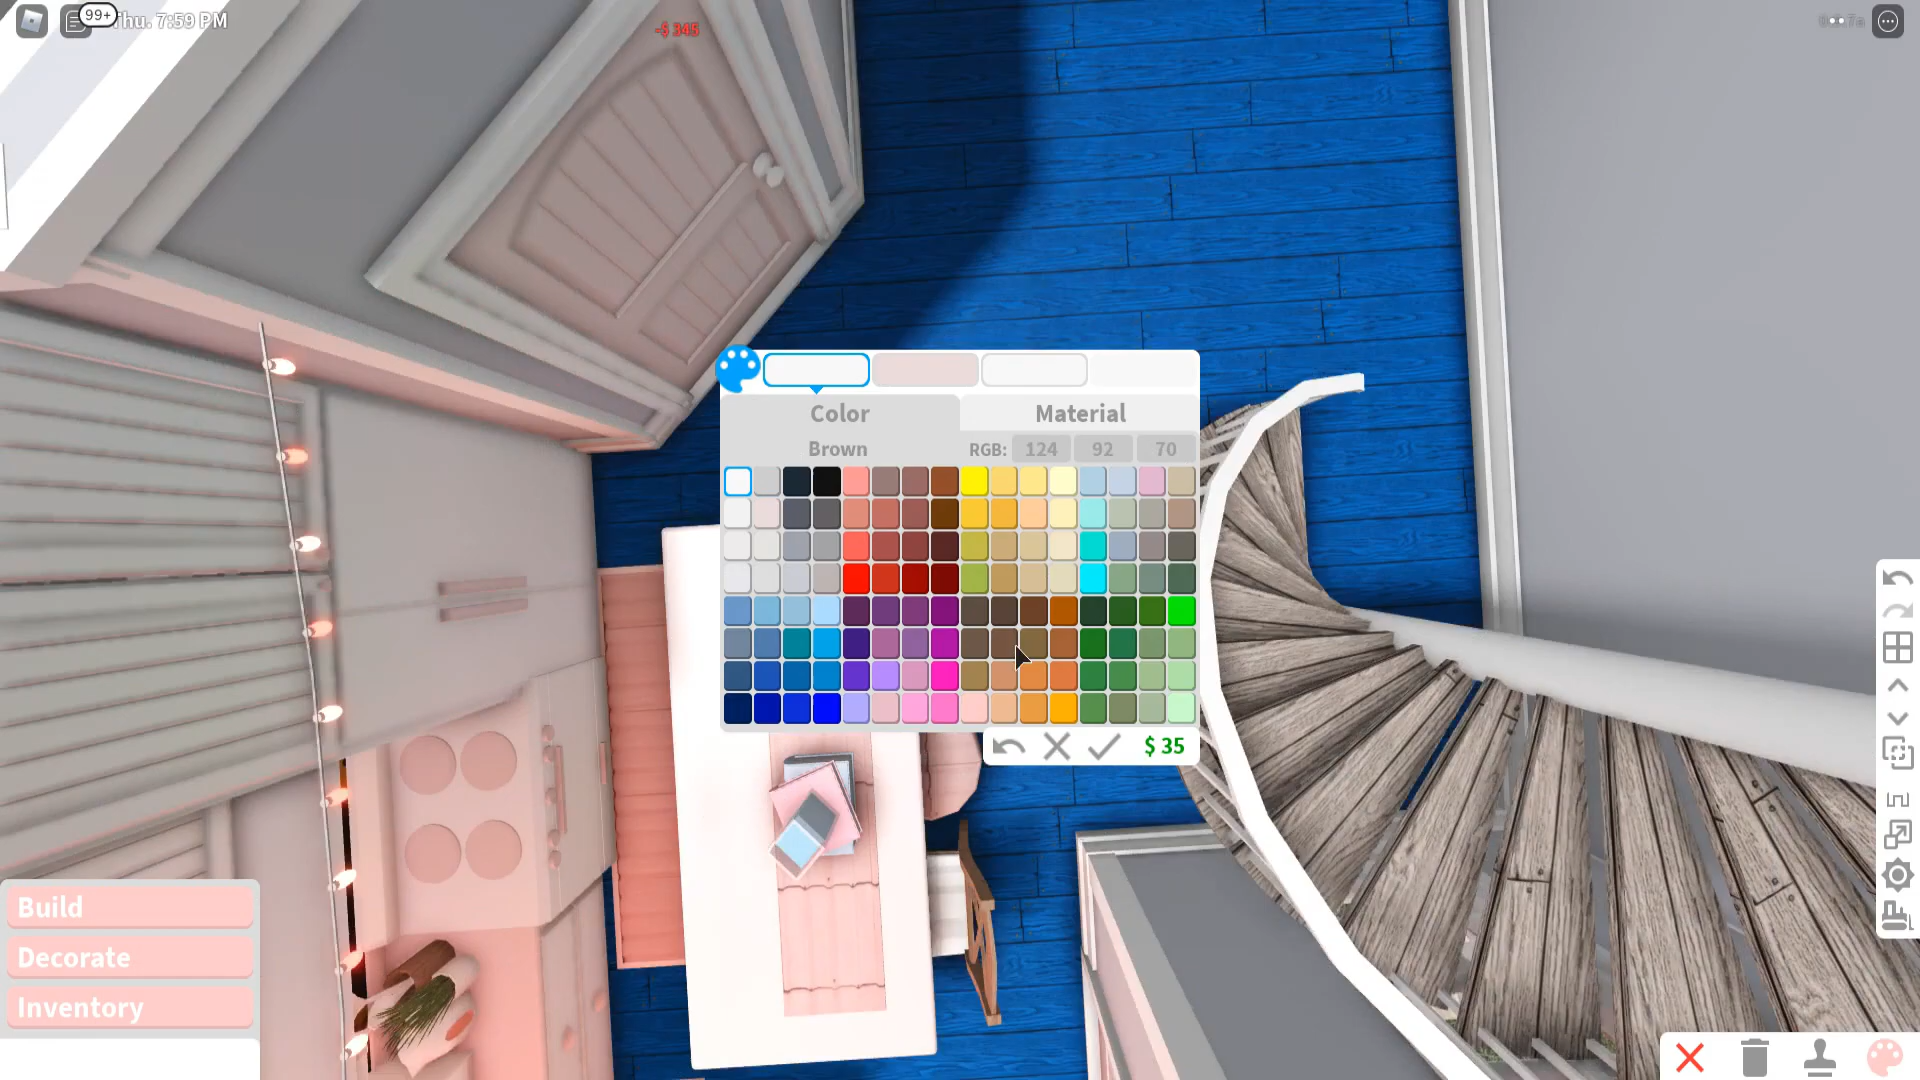 99+
Thu. 7:59 PM
-$ 345
Color
Material
Brown
RGB: 124 92 70
$ 35
Build
Decorate
Inventory